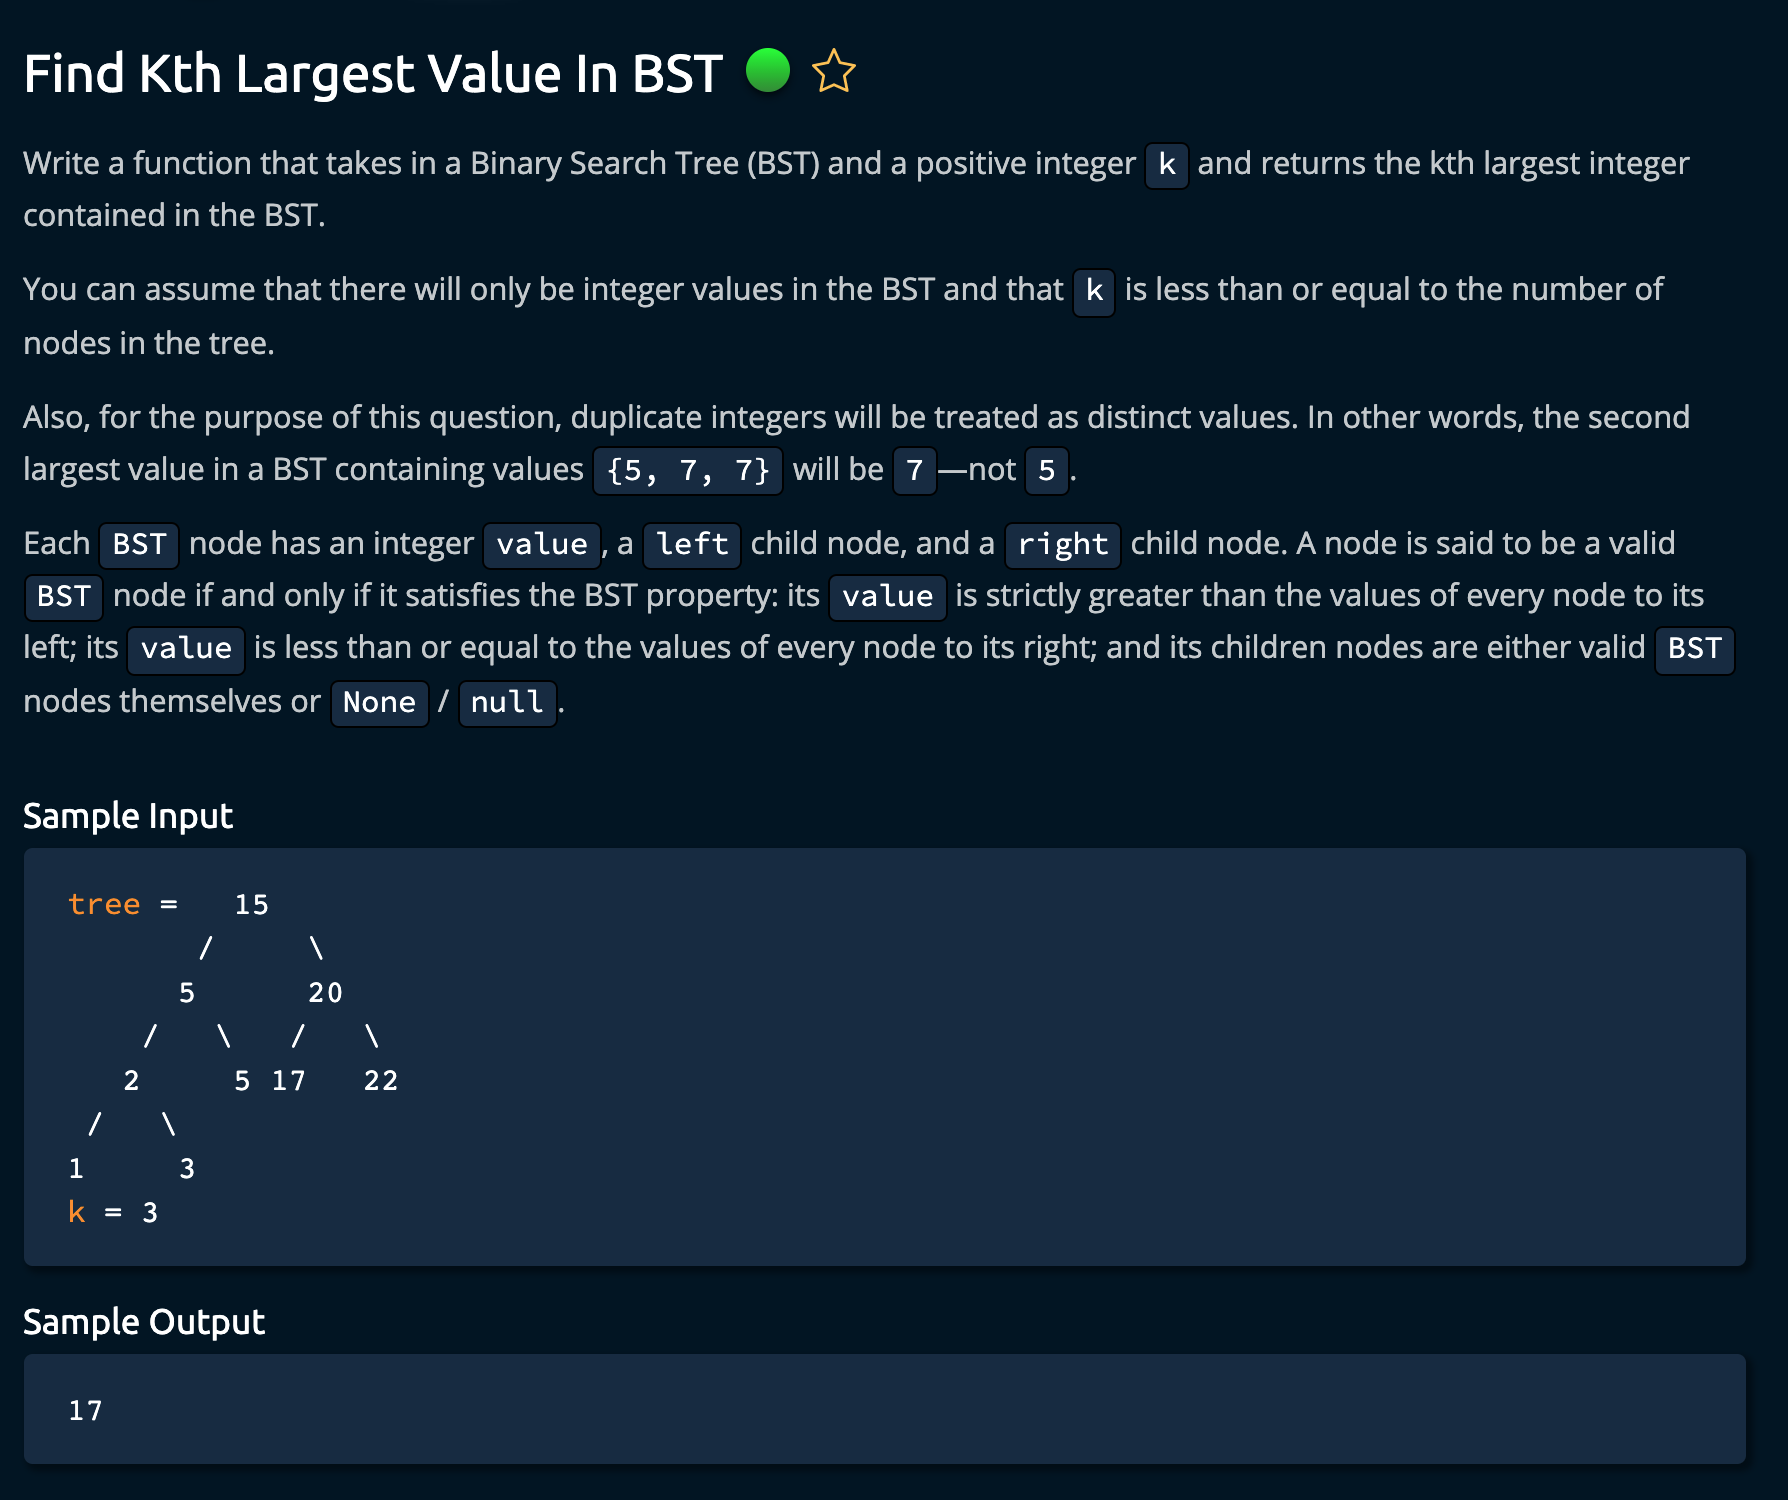 Find Kth Largest Value In BST
Write a function that takes in a Binary Search Tree (BST) and a positive integer k and returns the kth largest integer
contained in the BST.
You can assume that there will only be integer values in the BST and that k is less than or equal to the number of
nodes in the tree.
Also, for the purpose of this question, duplicate integers will be treated as distinct values. In other words, the second
largest value in a BST containing values {5, 7, 7} will be 7—not 5.
Each BST node has an integer value, a left child node, and a right child node. A node is said to be a valid
BST node if and only if it satisfies the BST property: its value is strictly greater than the values of every node to its
left; its value is less than or equal to the values of every node to its right; and its children nodes are either valid BST
nodes themselves or None / null.
Sample Input
tree =   15
       /     \
      5      20
    /   \   /   \
   2     5 17   22
 /   \
1     3
k = 3
Sample Output
17